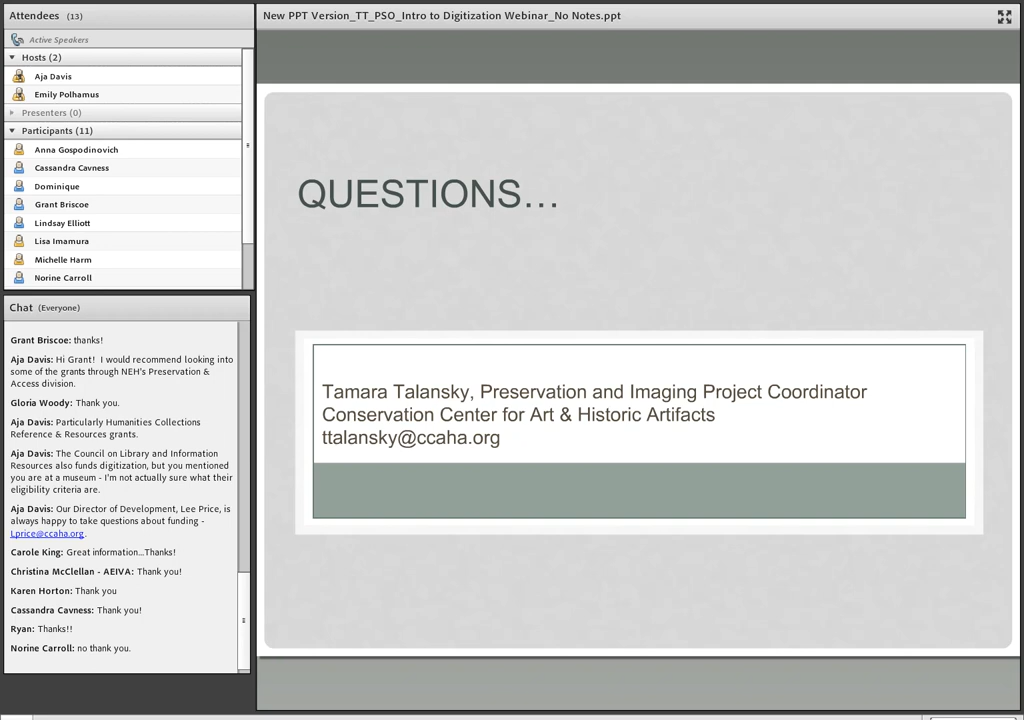 Attendees (13)
Active Speakers
Hosts (2)
Aja Davis
Emily Polhamus
Presenters (0)
Participants (11)
Anna Gospodinovich
Cassandra Cavness
Dominique
Grant Briscoe
Lindsay Elliott
Lisa Imamura
Michelle Harm
Norine Carroll
Chat (Everyone)
Grant Briscoe: thanks!
Aja Davis: Hi Grant! I would recommend looking into
some of the grants through NEH's Preservation &
Access division.
Gloria Woody: Thank you.
Aja Davis: Particularly Humanities Collections
Reference & Resources grants.
Aja Davis: The Council on Library and Information
Resources also funds digitization, but you mentioned
you are at a museum - I'm not actually sure what their
eligibility criteria are.
Aja Davis: Our Director of Development, Lee Price, is
always happy to take questions about funding -
Lprice@ccaha.org.
Carole King: Great information...Thanks!
Christina McClellan - AEIVA: Thank you!
Karen Horton: Thank you
Cassandra Cavness: Thank you!
Ryan: Thanks!!
Norine Carroll: no thank you.
New PPT Version_TT_PSO_Intro to Digitization Webinar_No Notes.ppt
QUESTIONS...
Tamara Talansky, Preservation and Imaging Project Coordinator
Conservation Center for Art & Historic Artifacts
ttalansky@ccaha.org